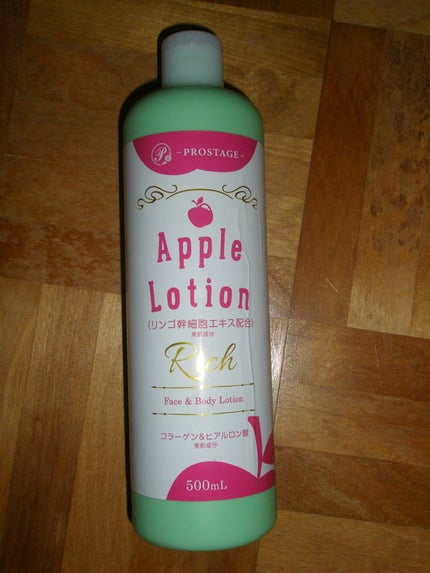 - PROSTAGE -
Apple
Lotion
(リンゴ幹細胞エキス配合)
美肌成分
Rich
Face & Body Lotion
コラーゲン&ヒアルロン酸
美肌成分
500mL